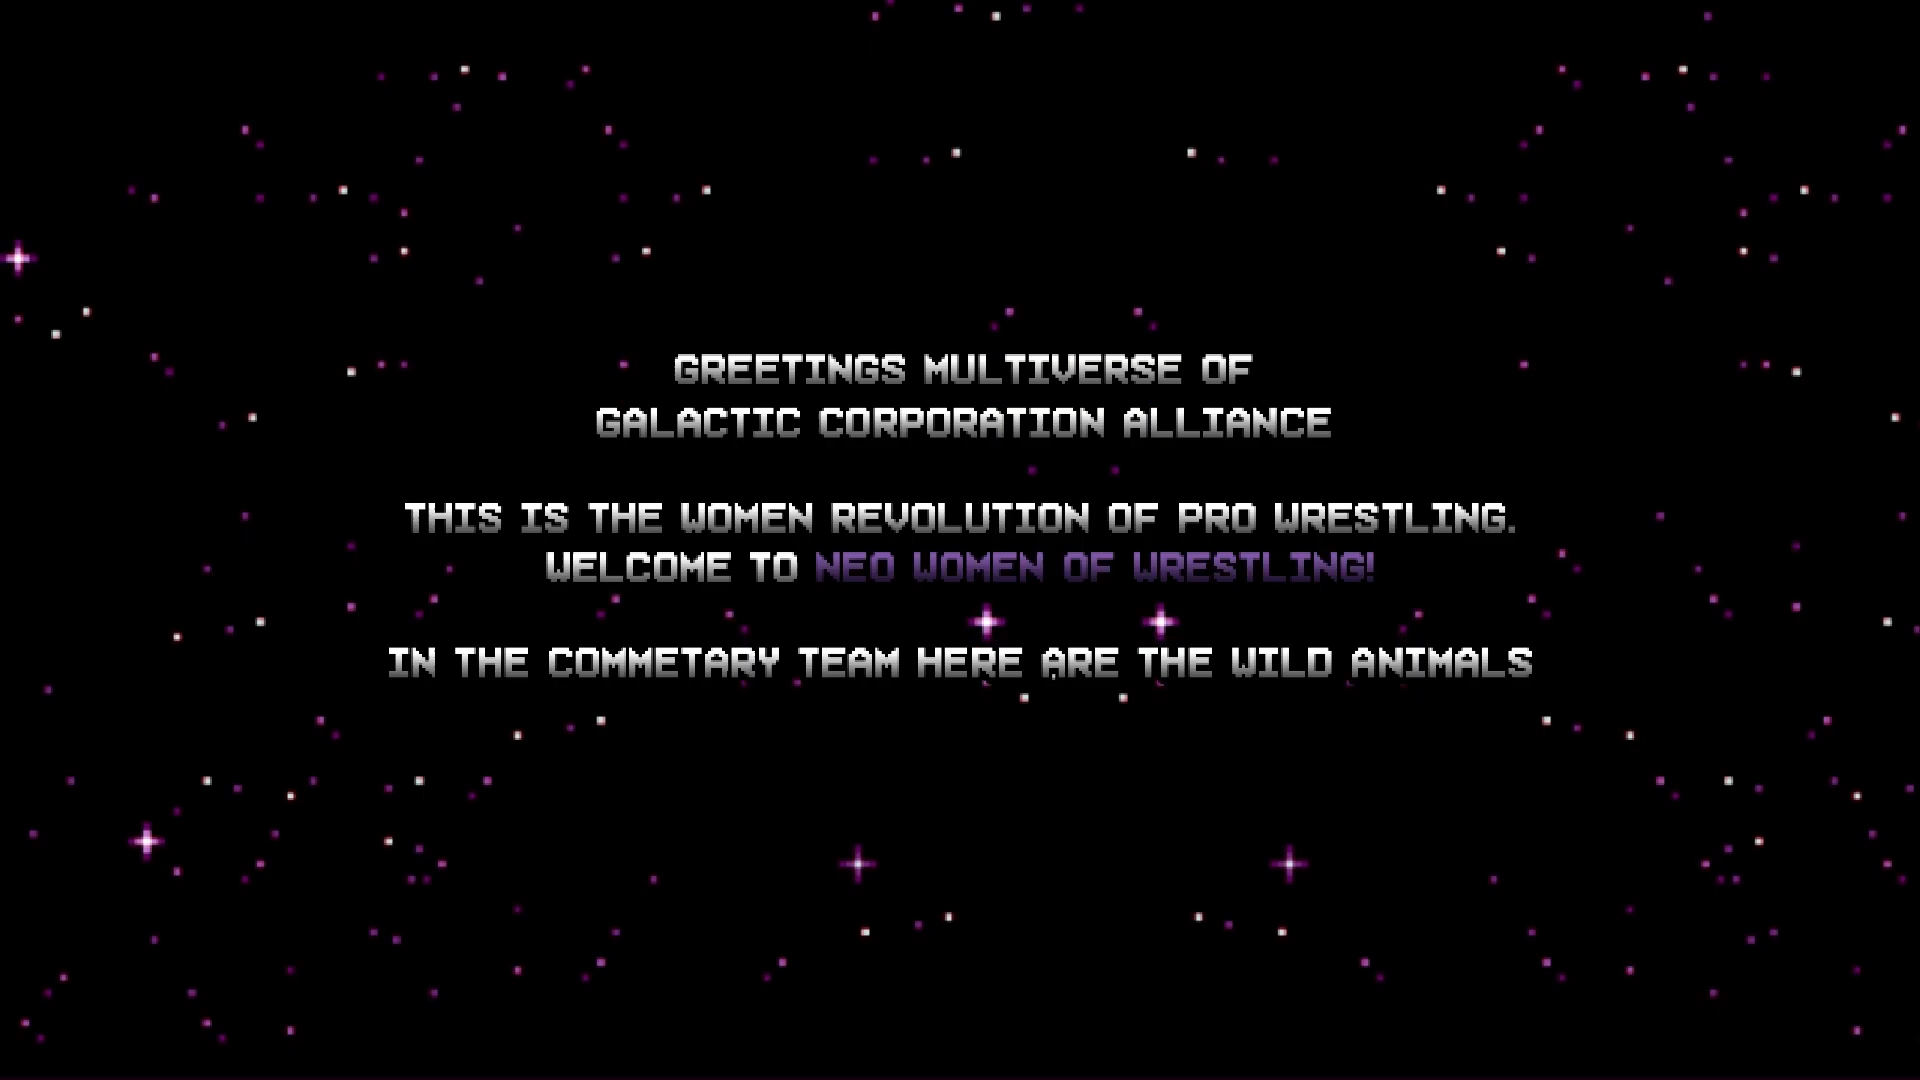 GREETINGS MULTIVERSE OF
GALACTIC CORPORATION ALLIANCE
THIS IS THE WOMEN REVOLUTION OF PRO WRESTLING.
WELCOME TO NEO WOMEN OF WRESTLING!
IN THE COMMETARY TEAM HERE ARE THE WILD ANIMALS